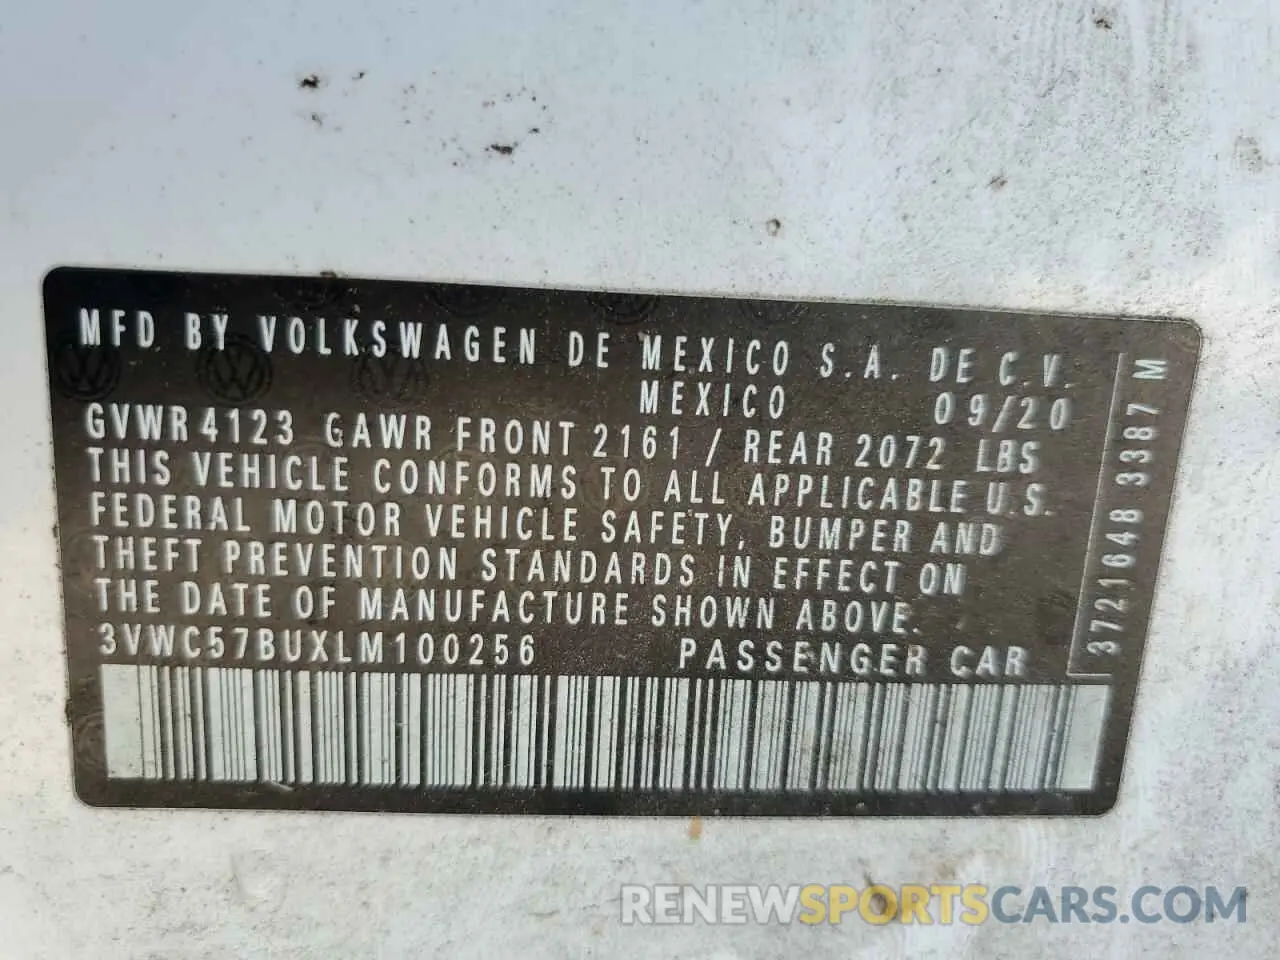 MFD BY VOLKSWAGEN DE MEXICO S.A. DE C.V.
MEXICO 09/20
GVWR 4123 GAWR FRONT 2161 / REAR 2072 LBS
THIS VEHICLE CONFORMS TO ALL APPLICABLE U.S.
FEDERAL MOTOR VEHICLE SAFETY, BUMPER AND
THEFT PREVENTION STANDARDS IN EFFECT ON
THE DATE OF MANUFACTURE SHOWN ABOVE.
3VWC57BUXLM100256 PASSENGER CAR
3721648 3387 M
RENEWSPORTSCARS.COM